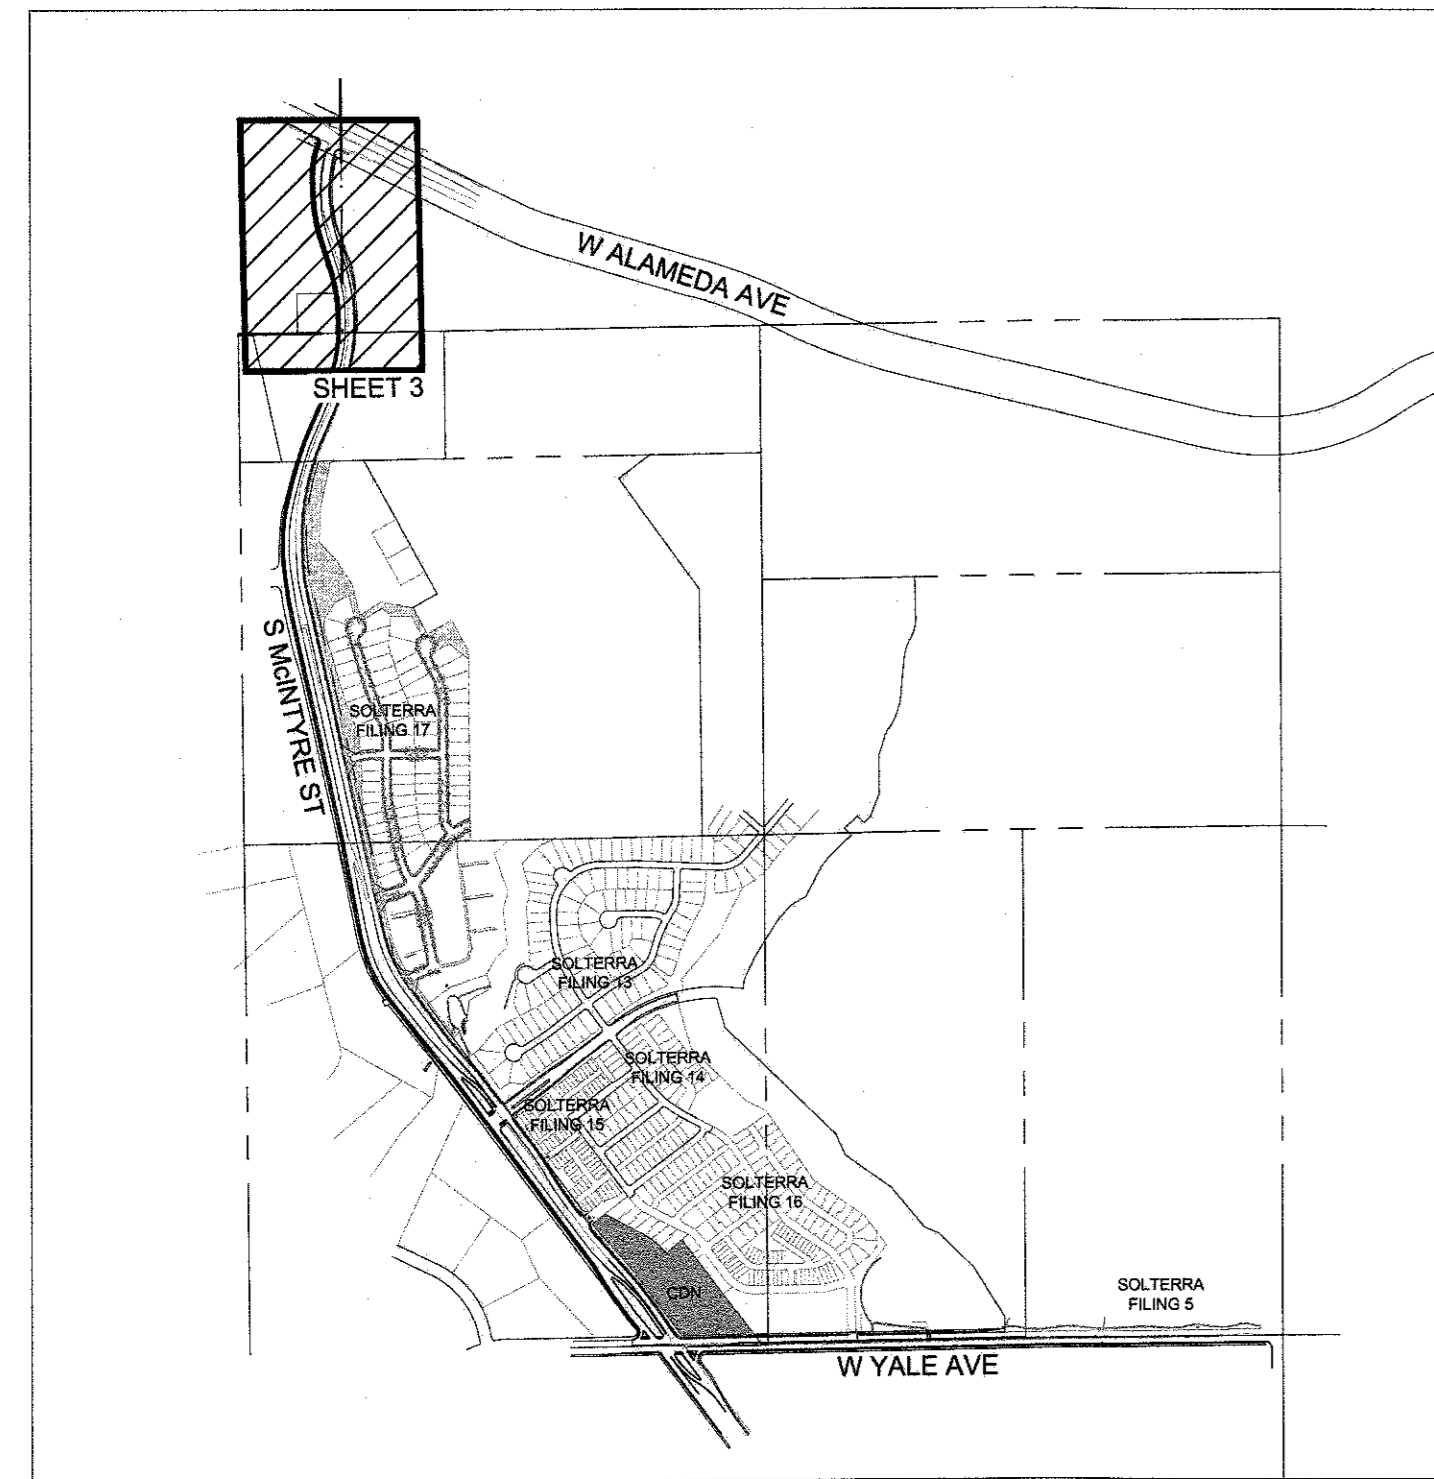 W ALAMEDA AVE
SHEET 3
S McINTYRE ST
SOLTERRA
FILING 17
SOLTERRA
FILING 13
SOLTERRA
FILING 14
SOLTERRA
FILING 15
SOLTERRA
FILING 16
CDN
SOLTERRA
FILING 5
W YALE AVE